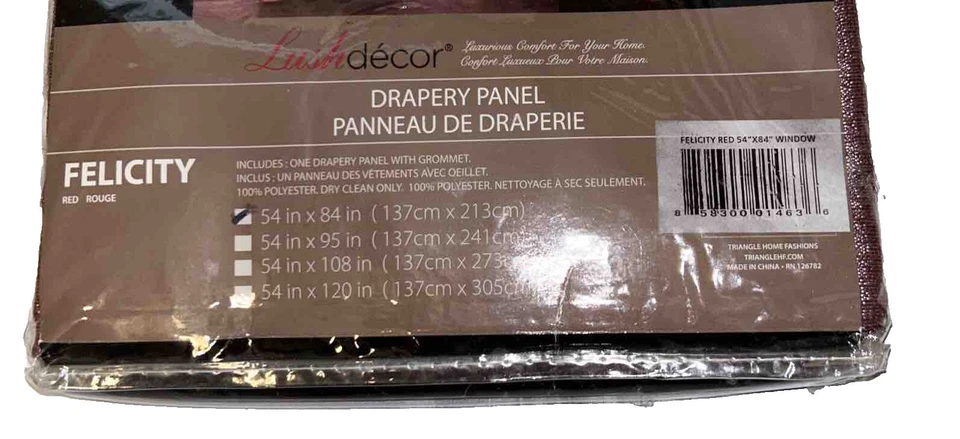 Lushdécor® Luxurious Comfort For Your Home.
Confort Luxueux Pour Votre Maison.
DRAPERY PANEL
PANNEAU DE DRAPERIE
FELICITY
RED ROUGE
INCLUDES : ONE DRAPERY PANEL WITH GROMMET.
INCLUS : UN PANNEAU DES VÊTEMENTS AVEC OEILLET.
100% POLYESTER. DRY CLEAN ONLY. 100% POLYESTER. NETTOYAGE À SEC SEULEMENT.
54 in x 84 in (137cm x 213cm)
54 in x 95 in (137cm x 241cm)
54 in x 108 in (137cm x 273
54 in x 120 in (137cm x 305cm)
FELICITY RED 54"X84" WINDOW
8 58300 01463 6
TRIANGLE HOME FASHIONS
TRIANGLEHF.COM
MADE IN CHINA • RN 126782